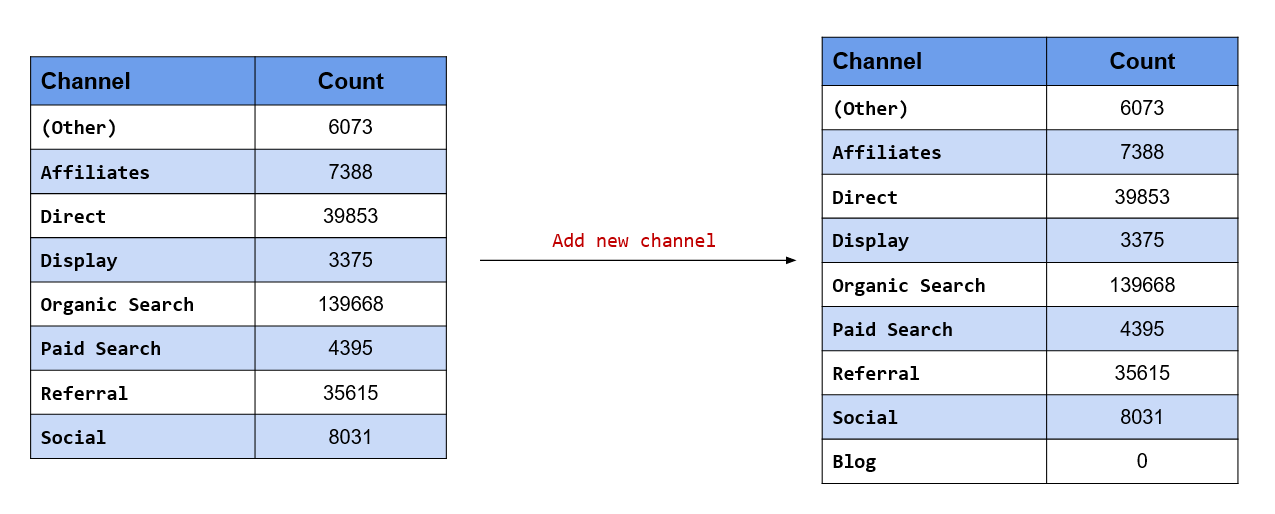 Channel Count
(Other) 6073
Affiliates 7388
Direct 39853
Display 3375
Organic Search 139668
Paid Search 4395
Referral 35615
Social 8031
Add new channel
Channel Count
(Other) 6073
Affiliates 7388
Direct 39853
Display 3375
Organic Search 139668
Paid Search 4395
Referral 35615
Social 8031
Blog 0